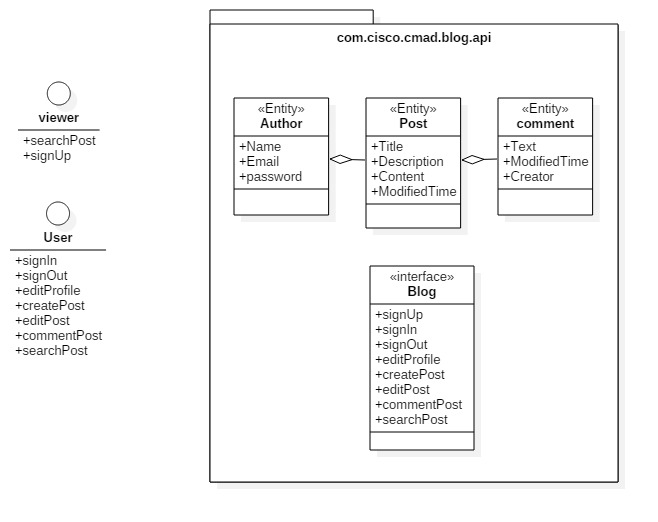 com.cisco.cmad.blog.api
viewer
+searchPost
+signUp
User
+signIn
+signOut
+editProfile
+createPost
+editPost
+commentPost
+searchPost
«Entity»
Author
+Name
+Email
+password
«Entity»
Post
+Title
+Description
+Content
+ModifiedTime
«Entity»
comment
+Text
+ModifiedTime
+Creator
«interface»
Blog
+signUp
+signIn
+signOut
+editProfile
+createPost
+editPost
+commentPost
+searchPost